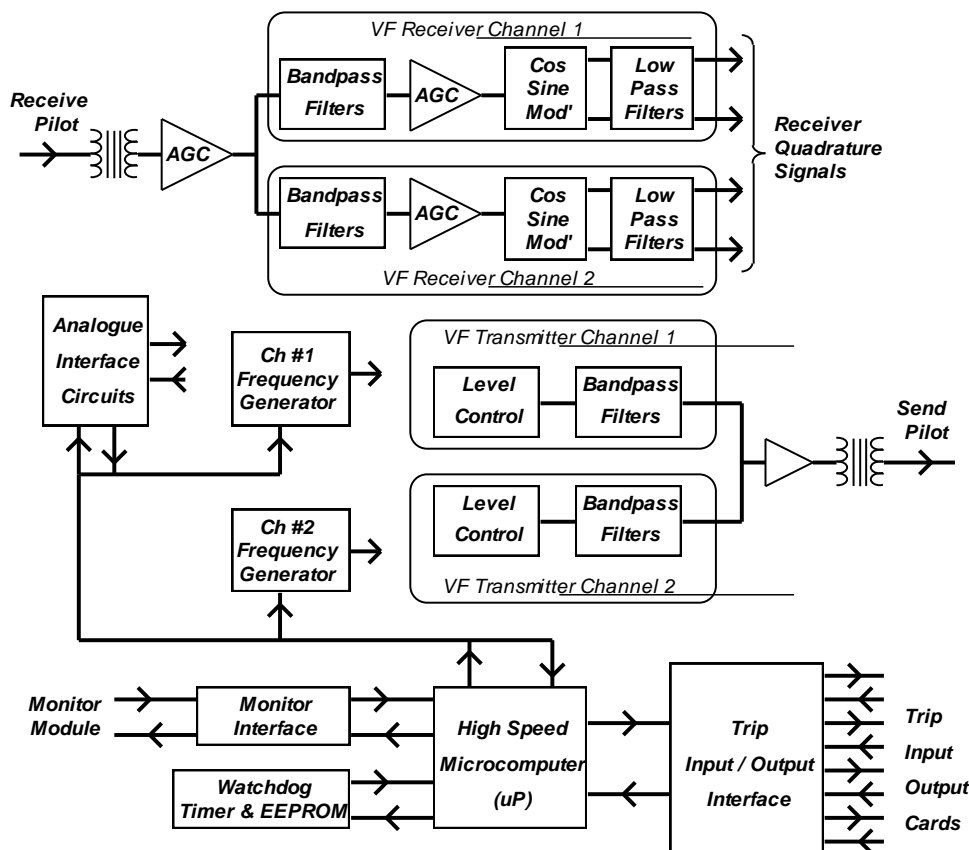 VF Receiver Channel 1
Receive
Pilot
AGC
Bandpass
Filters
AGC
Cos
Sine
Mod'
Low
Pass
Filters
Receiver
Quadrature
Signals
Bandpass
Filters
AGC
Cos
Sine
Mod'
Low
Pass
Filters
VF Receiver Channel 2
Analogue
Interface
Circuits
Ch #1
Frequency
Generator
VF Transmitter Channel 1
Level
Control
Bandpass
Filters
Send
Pilot
Ch #2
Frequency
Generator
Level
Control
Bandpass
Filters
VF Transmitter Channel 2
Monitor
Module
Monitor
Interface
Watchdog
Timer & EEPROM
High Speed
Microcomputer
(uP)
Trip
Input / Output
Interface
Trip
Input
Output
Cards